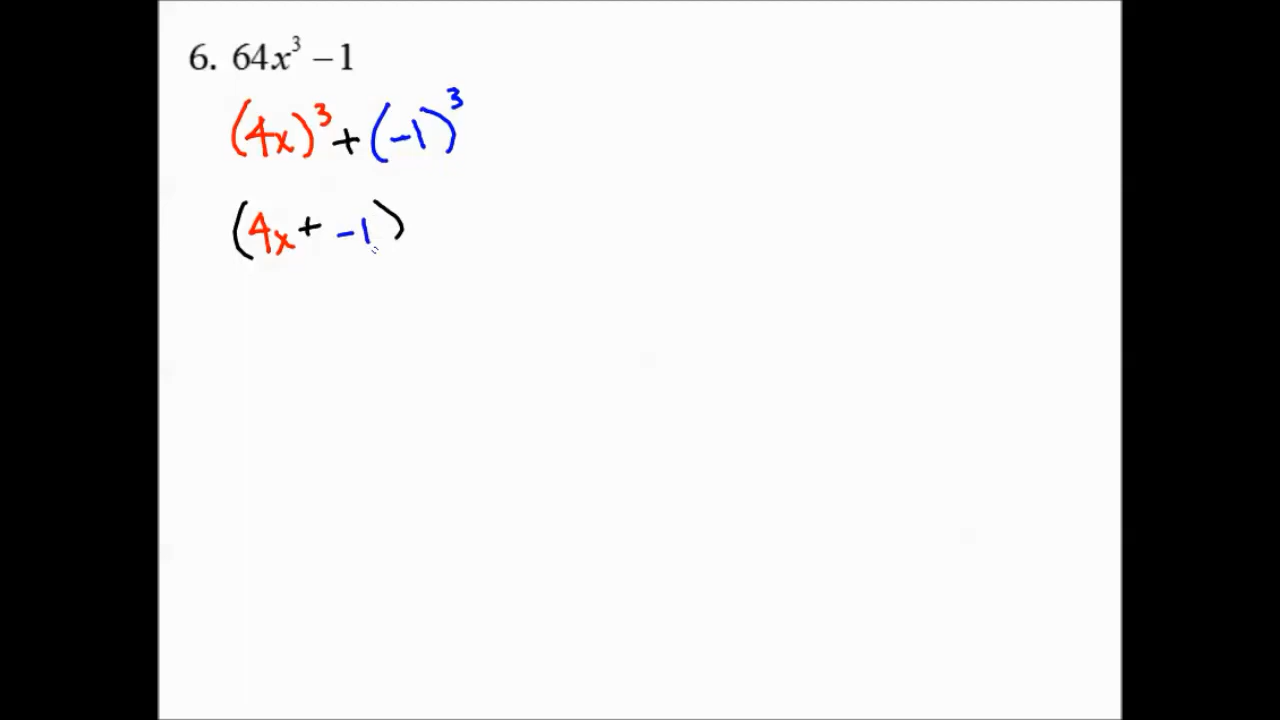 6. 64x³ − 1
(4x)³ + (-1)³
(4x + -1)